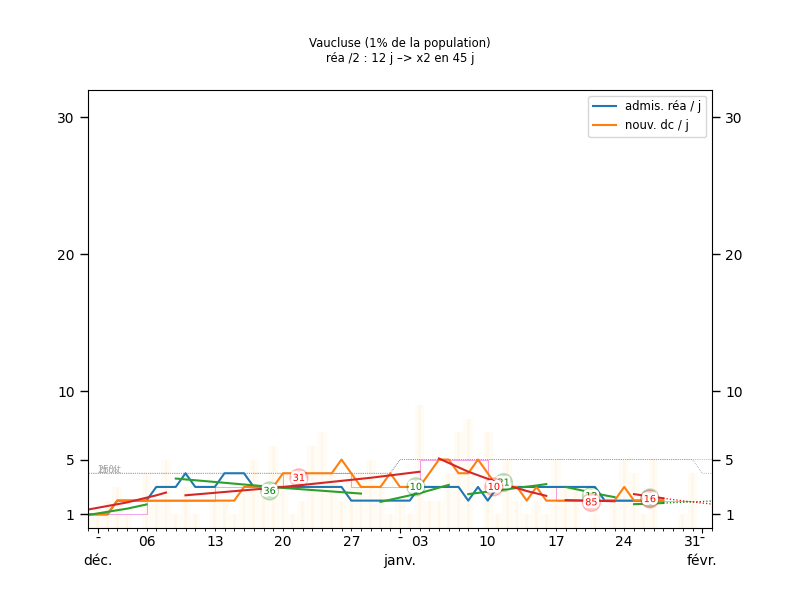 Vaucluse (1% de la population)
réa /2 : 12 j –> x2 en 45 j
admis. réa / j
nouv. dc / j
30 30
20 20
10 10
5 5
1 1
36 31 10 10 85 16
- 06 13 20 27 - 03 10 17 24 31 -
déc. janv. févr.